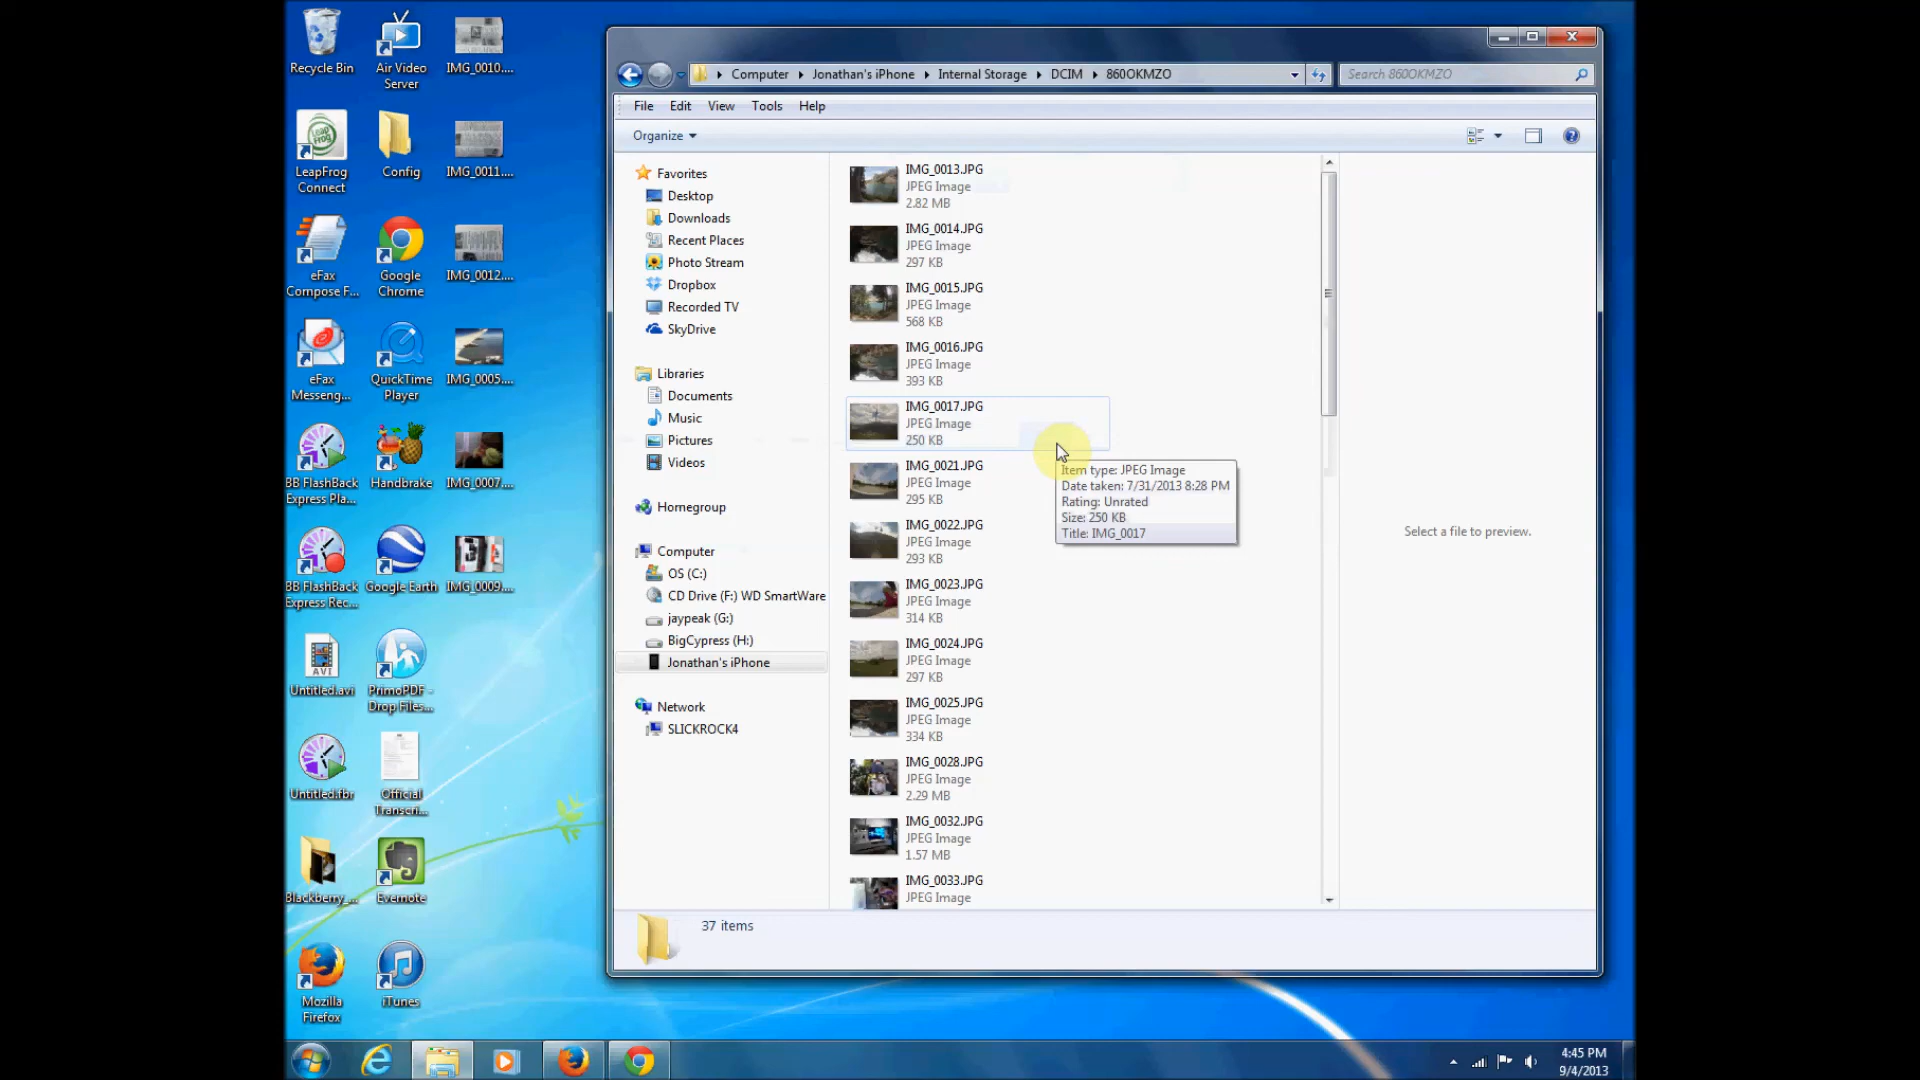 Recycle Bin
Air Video
Server
IMG_0010....
LeapFrog
Connect
Config
IMG_0011....
eFax
Compose F...
Google
Chrome
IMG_0012....
eFax
Messeng...
QuickTime
Player
IMG_0005....
BB FlashBack
Express Pla...
Handbrake
IMG_0007....
BB FlashBack
Express Rec...
Google Earth
IMG_0009....
Untitled.avi
PrimoPDF -
Drop Files...
Untitled.fbr
Official
Transcri...
Blackberry_...
Evernote
Mozilla
Firefox
iTunes
Computer
Jonathan's iPhone
Internal Storage
DCIM
860OKMZO
Search 860OKMZO
File
Edit
View
Tools
Help
Organize
Favorites
Desktop
Downloads
Recent Places
Photo Stream
Dropbox
Recorded TV
SkyDrive
Libraries
Documents
Music
Pictures
Videos
Homegroup
Computer
OS (C:)
CD Drive (F:) WD SmartWare
jaypeak (G:)
BigCypress (H:)
Jonathan's iPhone
Network
SLICKROCK4
IMG_0013.JPG
JPEG Image
2.82 MB
IMG_0014.JPG
JPEG Image
297 KB
IMG_0015.JPG
JPEG Image
568 KB
IMG_0016.JPG
JPEG Image
393 KB
IMG_0017.JPG
JPEG Image
250 KB
IMG_0021.JPG
JPEG Image
295 KB
IMG_0022.JPG
JPEG Image
293 KB
IMG_0023.JPG
JPEG Image
314 KB
IMG_0024.JPG
JPEG Image
297 KB
IMG_0025.JPG
JPEG Image
334 KB
IMG_0028.JPG
JPEG Image
2.29 MB
IMG_0032.JPG
JPEG Image
1.57 MB
IMG_0033.JPG
JPEG Image
Item type: JPEG Image
Date taken: 7/31/2013 8:28 PM
Rating: Unrated
Size: 250 KB
Title: IMG_0017
Select a file to preview.
37 items
4:45 PM
9/4/2013